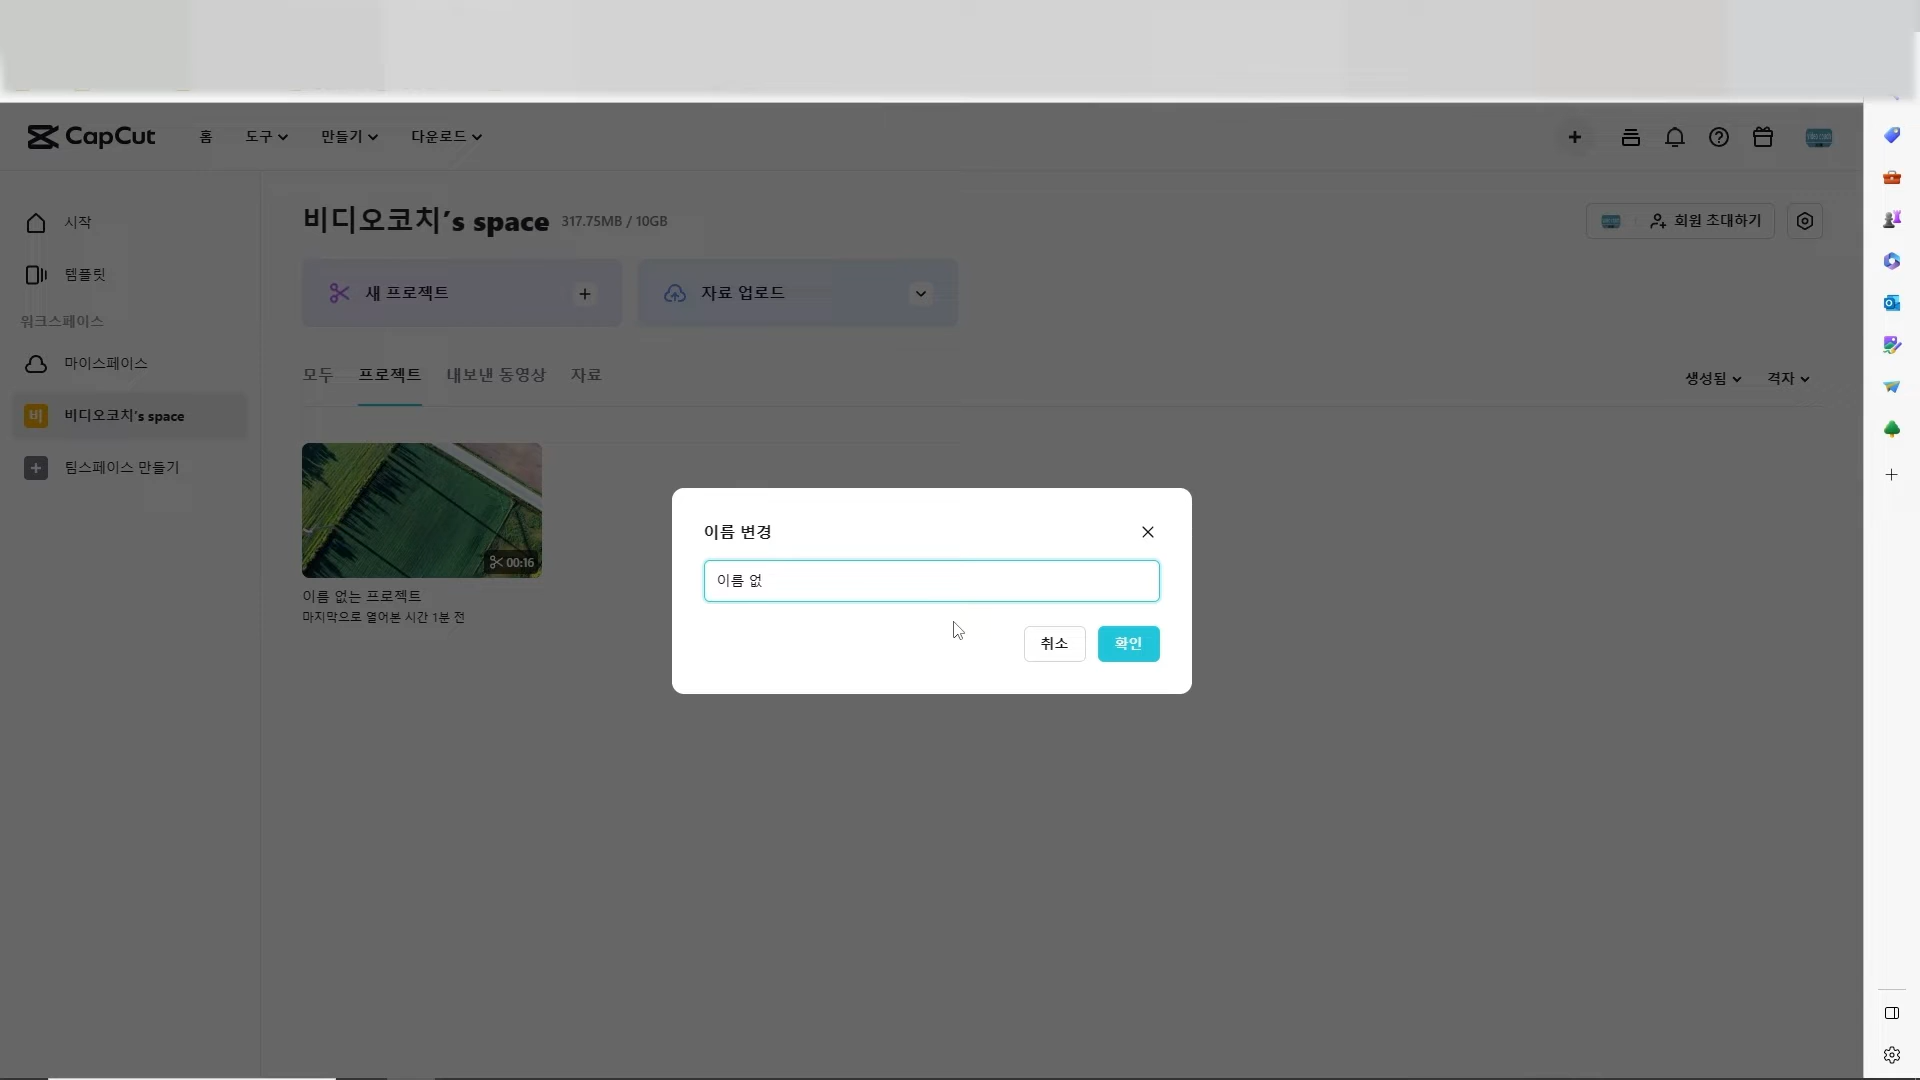 CapCut 홈 도구 만들기 다운로드
시작
템플릿
워크스페이스
마이스페이스
비 비디오코치's space
팀스페이스 만들기
비디오코치's space 317.75MB / 10GB
회원 초대하기
새 프로젝트
자료 업로드
모두 프로젝트 내보낸 동영상 자료
생성됨 격자
00:16
이름 없는 프로젝트
마지막으로 열어본 시간 1분 전
이름 변경
이름 없
취소 확인